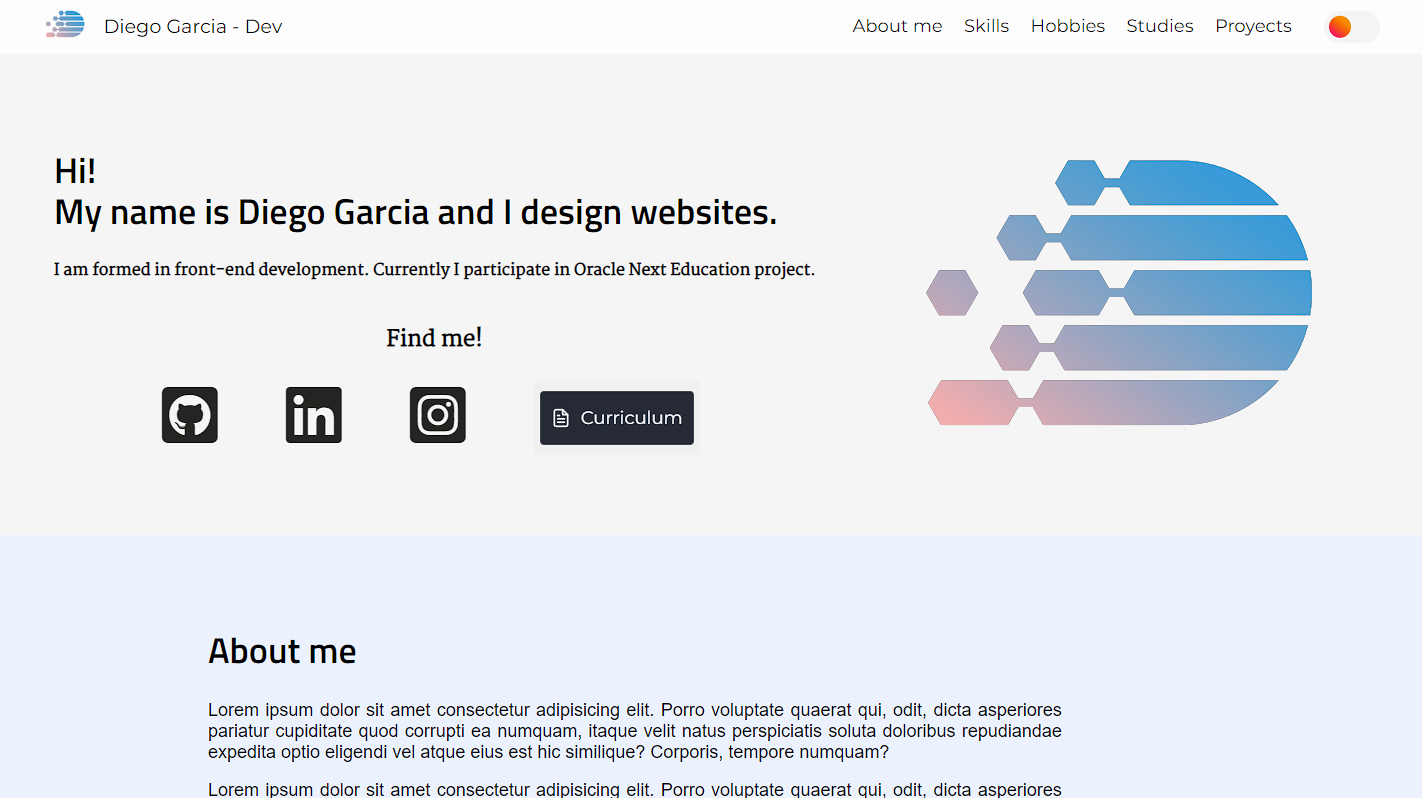 Diego Garcia - Dev
About me Skills Hobbies Studies Proyects
Hi!
My name is Diego Garcia and I design websites.
I am formed in front-end development. Currently I participate in Oracle Next Education project.
Find me!
in
Curriculum
About me
Lorem ipsum dolor sit amet consectetur adipisicing elit. Porro voluptate quaerat qui, odit, dicta asperiores
pariatur cupiditate quod corrupti ea numquam, itaque velit natus perspiciatis soluta doloribus repudiandae
expedita optio eligendi vel atque eius est hic similique? Corporis, tempore numquam?
Lorem ipsum dolor sit amet consectetur adipisicing elit. Porro voluptate quaerat qui, odit, dicta asperiores